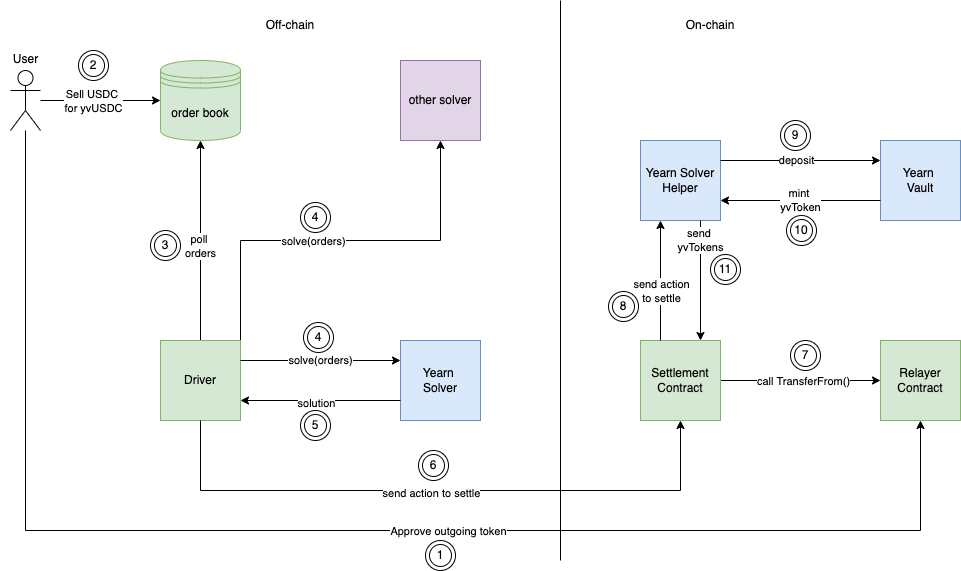 Off-chain
On-chain
User
2
Sell USDC
for yvUSDC
order book
other solver
9
deposit
Yearn Solver
Helper
Yearn
Vault
mint
yvToken
10
4
solve(orders)
3
poll
orders
send
yvTokens
11
send action
to settle
8
4
solve(orders)
Driver
Yearn
Solver
solution
5
Settlement
Contract
7
call TransferFrom()
Relayer
Contract
6
send action to settle
Approve outgoing token
1